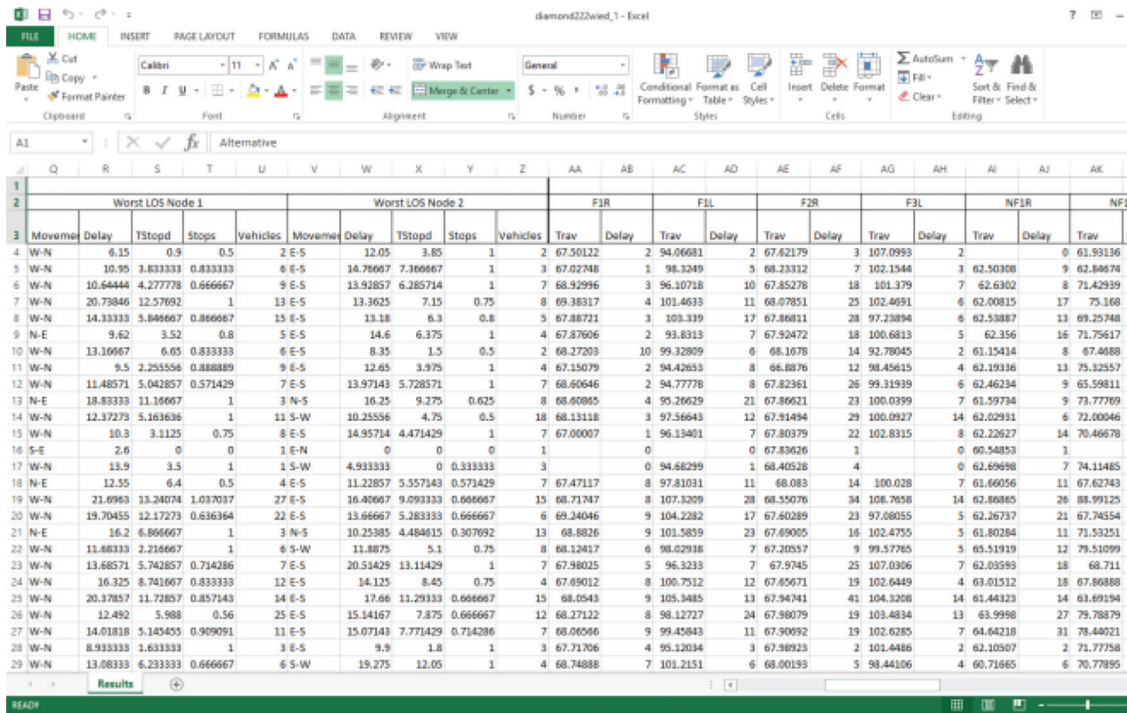 diamond222wied_1 - Excel
FILE HOME INSERT PAGE LAYOUT FORMULAS DATA REVIEW VIEW
Cut Calibri 11 Wrap Text General AutoSum
Copy Fill
Paste Format Painter B I U Merge & Center $ - % Conditional Format as Cell Insert Delete Format Clear Sort & Find &
Formatting Table Styles Filter Select
Clipboard Font Alignment Number Styles Cells Editing
A1 fx Alternative
Q R S T U V W X Y Z AA AB AC AD AE AF AG AH AI AJ AK
1
2 Worst LOS Node 1 Worst LOS Node 2 F1R F1L F2R F3L NF1R NF1
3 Movemer Delay TStopd Stops Vehicles Movemer Delay TStopd Stops Vehicles Trav Delay Trav Delay Trav Delay Trav Delay Trav Delay Trav
4 W-N 6.15 0.9 0.5 2 E-S 12.05 3.85 1 2 67.50122 2 94.06681 2 67.62179 3 107.0993 2 0 61.93136
5 W-N 10.95 3.833333 0.833333 6 E-S 14.76667 7.366667 1 3 67.02748 1 98.3249 5 68.23312 7 102.1544 3 62.50308 9 62.84674
6 W-N 10.64444 4.277778 0.666667 9 E-S 13.92857 6.285714 1 7 68.92996 3 96.10718 10 67.85278 18 101.379 7 62.6302 8 71.42939
7 W-N 20.73846 12.57692 1 13 E-S 13.3625 7.15 0.75 8 69.38317 4 101.4633 11 68.07851 25 102.4691 6 62.00815 17 75.168
8 W-N 14.33333 5.846667 0.866667 15 E-S 13.18 6.3 0.8 5 67.88721 3 103.339 17 67.86811 28 97.23894 6 62.53887 13 69.25748
9 N-E 9.62 3.52 0.8 5 E-S 14.6 6.375 1 4 67.87606 2 93.8313 7 67.92472 18 100.6813 5 62.356 16 71.75617
10 W-N 13.16667 6.65 0.833333 6 E-S 8.35 1.5 0.5 2 68.27203 10 99.32809 6 68.1678 14 92.78045 2 61.15414 8 67.4688
11 W-N 9.5 2.255556 0.888889 9 E-S 12.65 3.975 1 4 67.15079 2 94.42653 8 66.8876 12 98.45615 4 62.19336 13 75.32557
12 W-N 11.48571 5.042857 0.571429 7 E-S 13.97143 5.728571 1 7 68.60646 2 94.77778 8 67.82361 26 99.31939 6 62.46234 9 65.59811
13 N-E 18.83333 11.16667 1 3 N-S 16.25 9.275 0.625 8 68.60865 4 95.26629 21 67.86621 23 100.0399 7 61.59734 9 73.77769
14 W-N 12.37273 5.163636 1 11 S-W 10.25556 4.75 0.5 18 68.13118 3 97.56643 12 67.91494 29 100.0927 14 62.02931 6 72.00046
15 W-N 10.3 3.1125 0.75 8 E-S 14.95714 4.471429 1 7 67.00007 1 96.13401 7 67.80379 22 102.8315 8 62.22627 14 70.46678
16 S-E 2.6 0 0 1 E-N 0 0 0 1 0 0 67.83626 1 0 60.54853 1
17 W-N 13.9 3.5 1 1 S-W 4.933333 0 0.333333 3 0 94.68299 1 68.40528 4 0 62.69698 7 74.11485
18 N-E 12.55 6.4 0.5 4 E-S 11.22857 5.557143 0.571429 7 67.47117 8 97.81031 11 68.083 14 100.028 7 61.66056 11 67.62743
19 W-N 21.6963 13.24074 1.037037 27 E-S 16.40667 9.093333 0.666667 15 68.71747 8 107.3209 28 68.55076 34 108.7658 14 62.86865 26 88.99125
20 W-N 19.70455 12.17273 0.636364 22 E-S 13.66667 5.283333 0.666667 6 69.24046 9 104.2282 17 67.60289 23 97.08055 5 62.26737 21 67.74554
21 N-E 16.2 6.866667 1 3 N-S 10.25385 4.484615 0.307692 13 68.8826 9 101.5859 23 67.69005 16 102.4755 5 61.80284 11 71.53251
22 W-N 11.68333 2.216667 1 6 S-W 11.8875 5.1 0.75 8 68.12417 6 98.02938 7 67.20557 9 99.57765 5 65.51919 12 79.51099
23 W-N 13.68571 5.742857 0.714286 7 E-S 20.51429 13.11429 1 7 67.98025 5 96.3233 7 67.9745 25 107.0306 7 62.03593 18 68.711
24 W-N 16.325 8.741667 0.833333 12 E-S 14.125 8.45 0.75 4 67.69012 8 100.7512 12 67.65671 19 102.6449 4 63.01512 18 67.86888
25 W-N 20.37857 11.72857 0.857143 14 E-S 17.66 11.29333 0.666667 15 68.0543 9 105.3485 13 67.94741 41 104.3208 14 61.44323 14 63.69194
26 W-N 12.492 5.988 0.56 25 E-S 15.14167 7.875 0.666667 12 68.27122 8 98.12727 24 67.98079 19 103.4834 13 63.9998 27 79.78879
27 W-N 14.01818 5.145455 0.909091 11 E-S 15.07143 7.771429 0.714286 7 68.06566 9 99.45843 11 67.90692 19 102.6285 7 64.64218 31 78.44021
28 W-N 8.933333 1.633333 1 3 E-S 9.9 1.8 1 3 67.71706 4 95.12034 3 67.98923 2 101.4486 2 62.10507 2 71.77758
29 W-N 13.08333 6.233333 0.666667 6 S-W 19.275 12.05 1 4 68.74888 7 101.2151 6 68.00193 5 98.44106 4 60.71665 6 70.77895
Results
READY